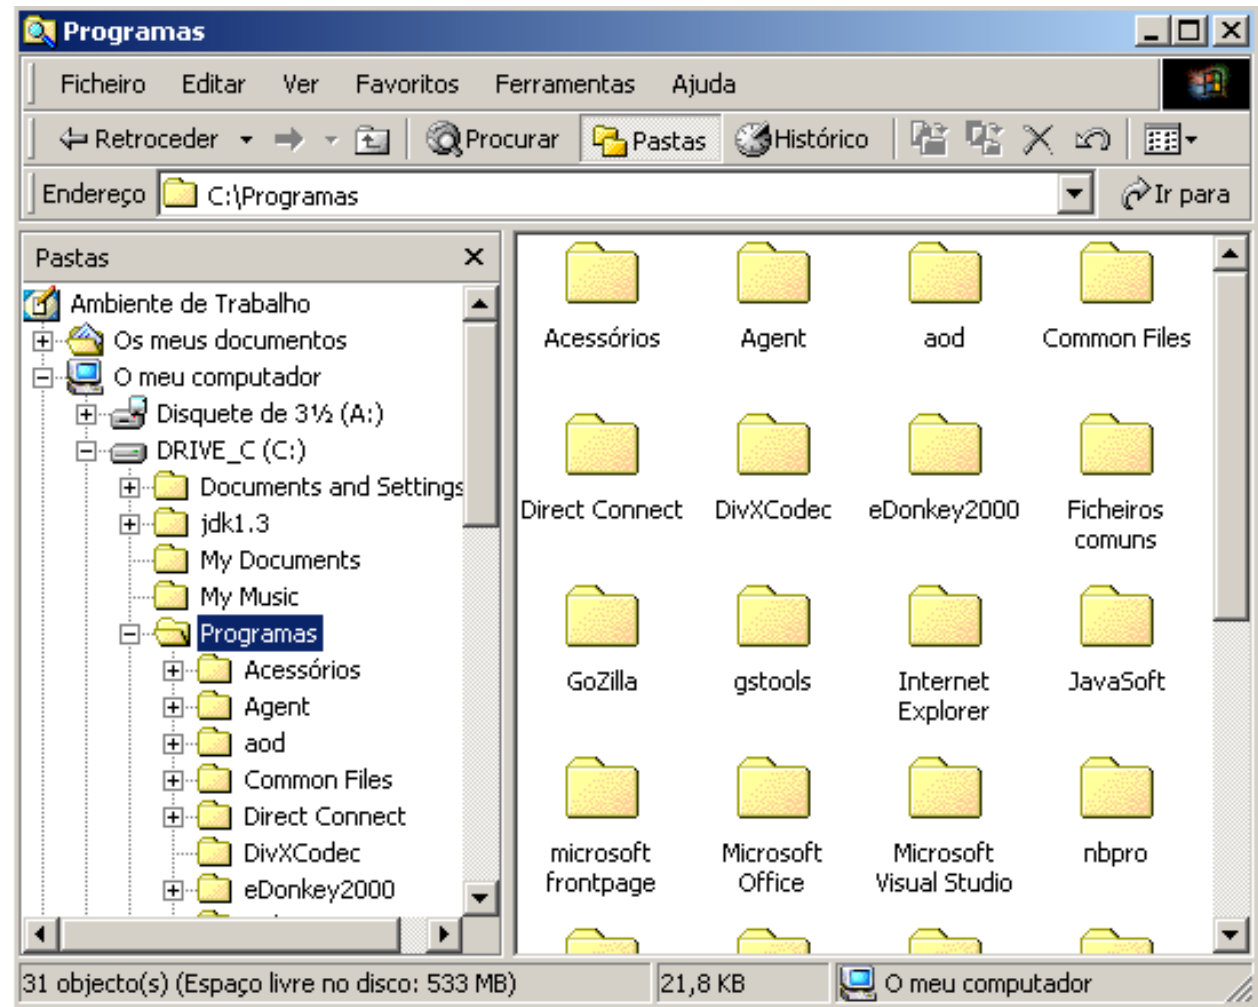 Programas
Ficheiro Editar Ver Favoritos Ferramentas Ajuda
Retroceder Procurar Pastas Histórico
Endereço C:\Programas Ir para
Pastas
Ambiente de Trabalho
Os meus documentos
O meu computador
Disquete de 3½ (A:)
DRIVE_C (C:)
Documents and Settings
jdk1.3
My Documents
My Music
Programas
Acessórios
Agent
aod
Common Files
Direct Connect
DivXCodec
eDonkey2000
Acessórios Agent aod Common Files
Direct Connect DivXCodec eDonkey2000 Ficheiros
comuns
GoZilla gstools Internet JavaSoft
Explorer
microsoft Microsoft Microsoft nbpro
frontpage Office Visual Studio
31 objecto(s) (Espaço livre no disco: 533 MB) 21,8 KB O meu computador